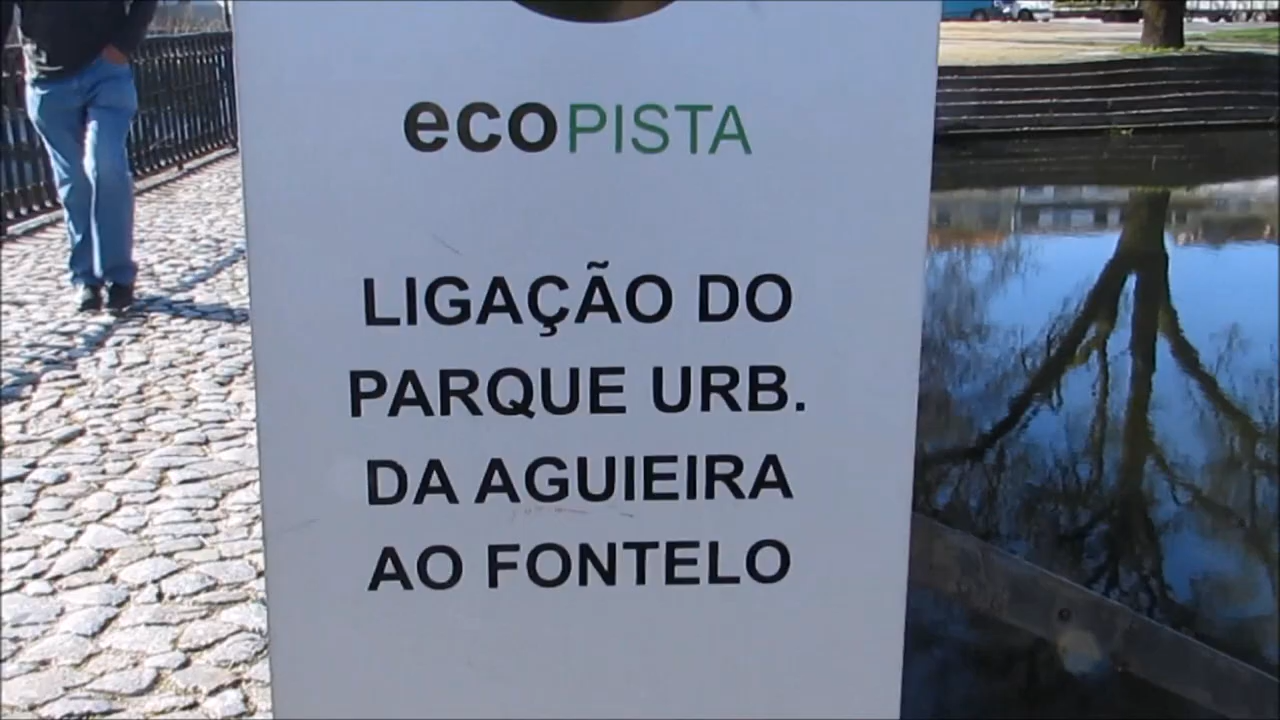 ecoPISTA
LIGAÇÃO DO
PARQUE URB.
DA AGUIEIRA
AO FONTELO